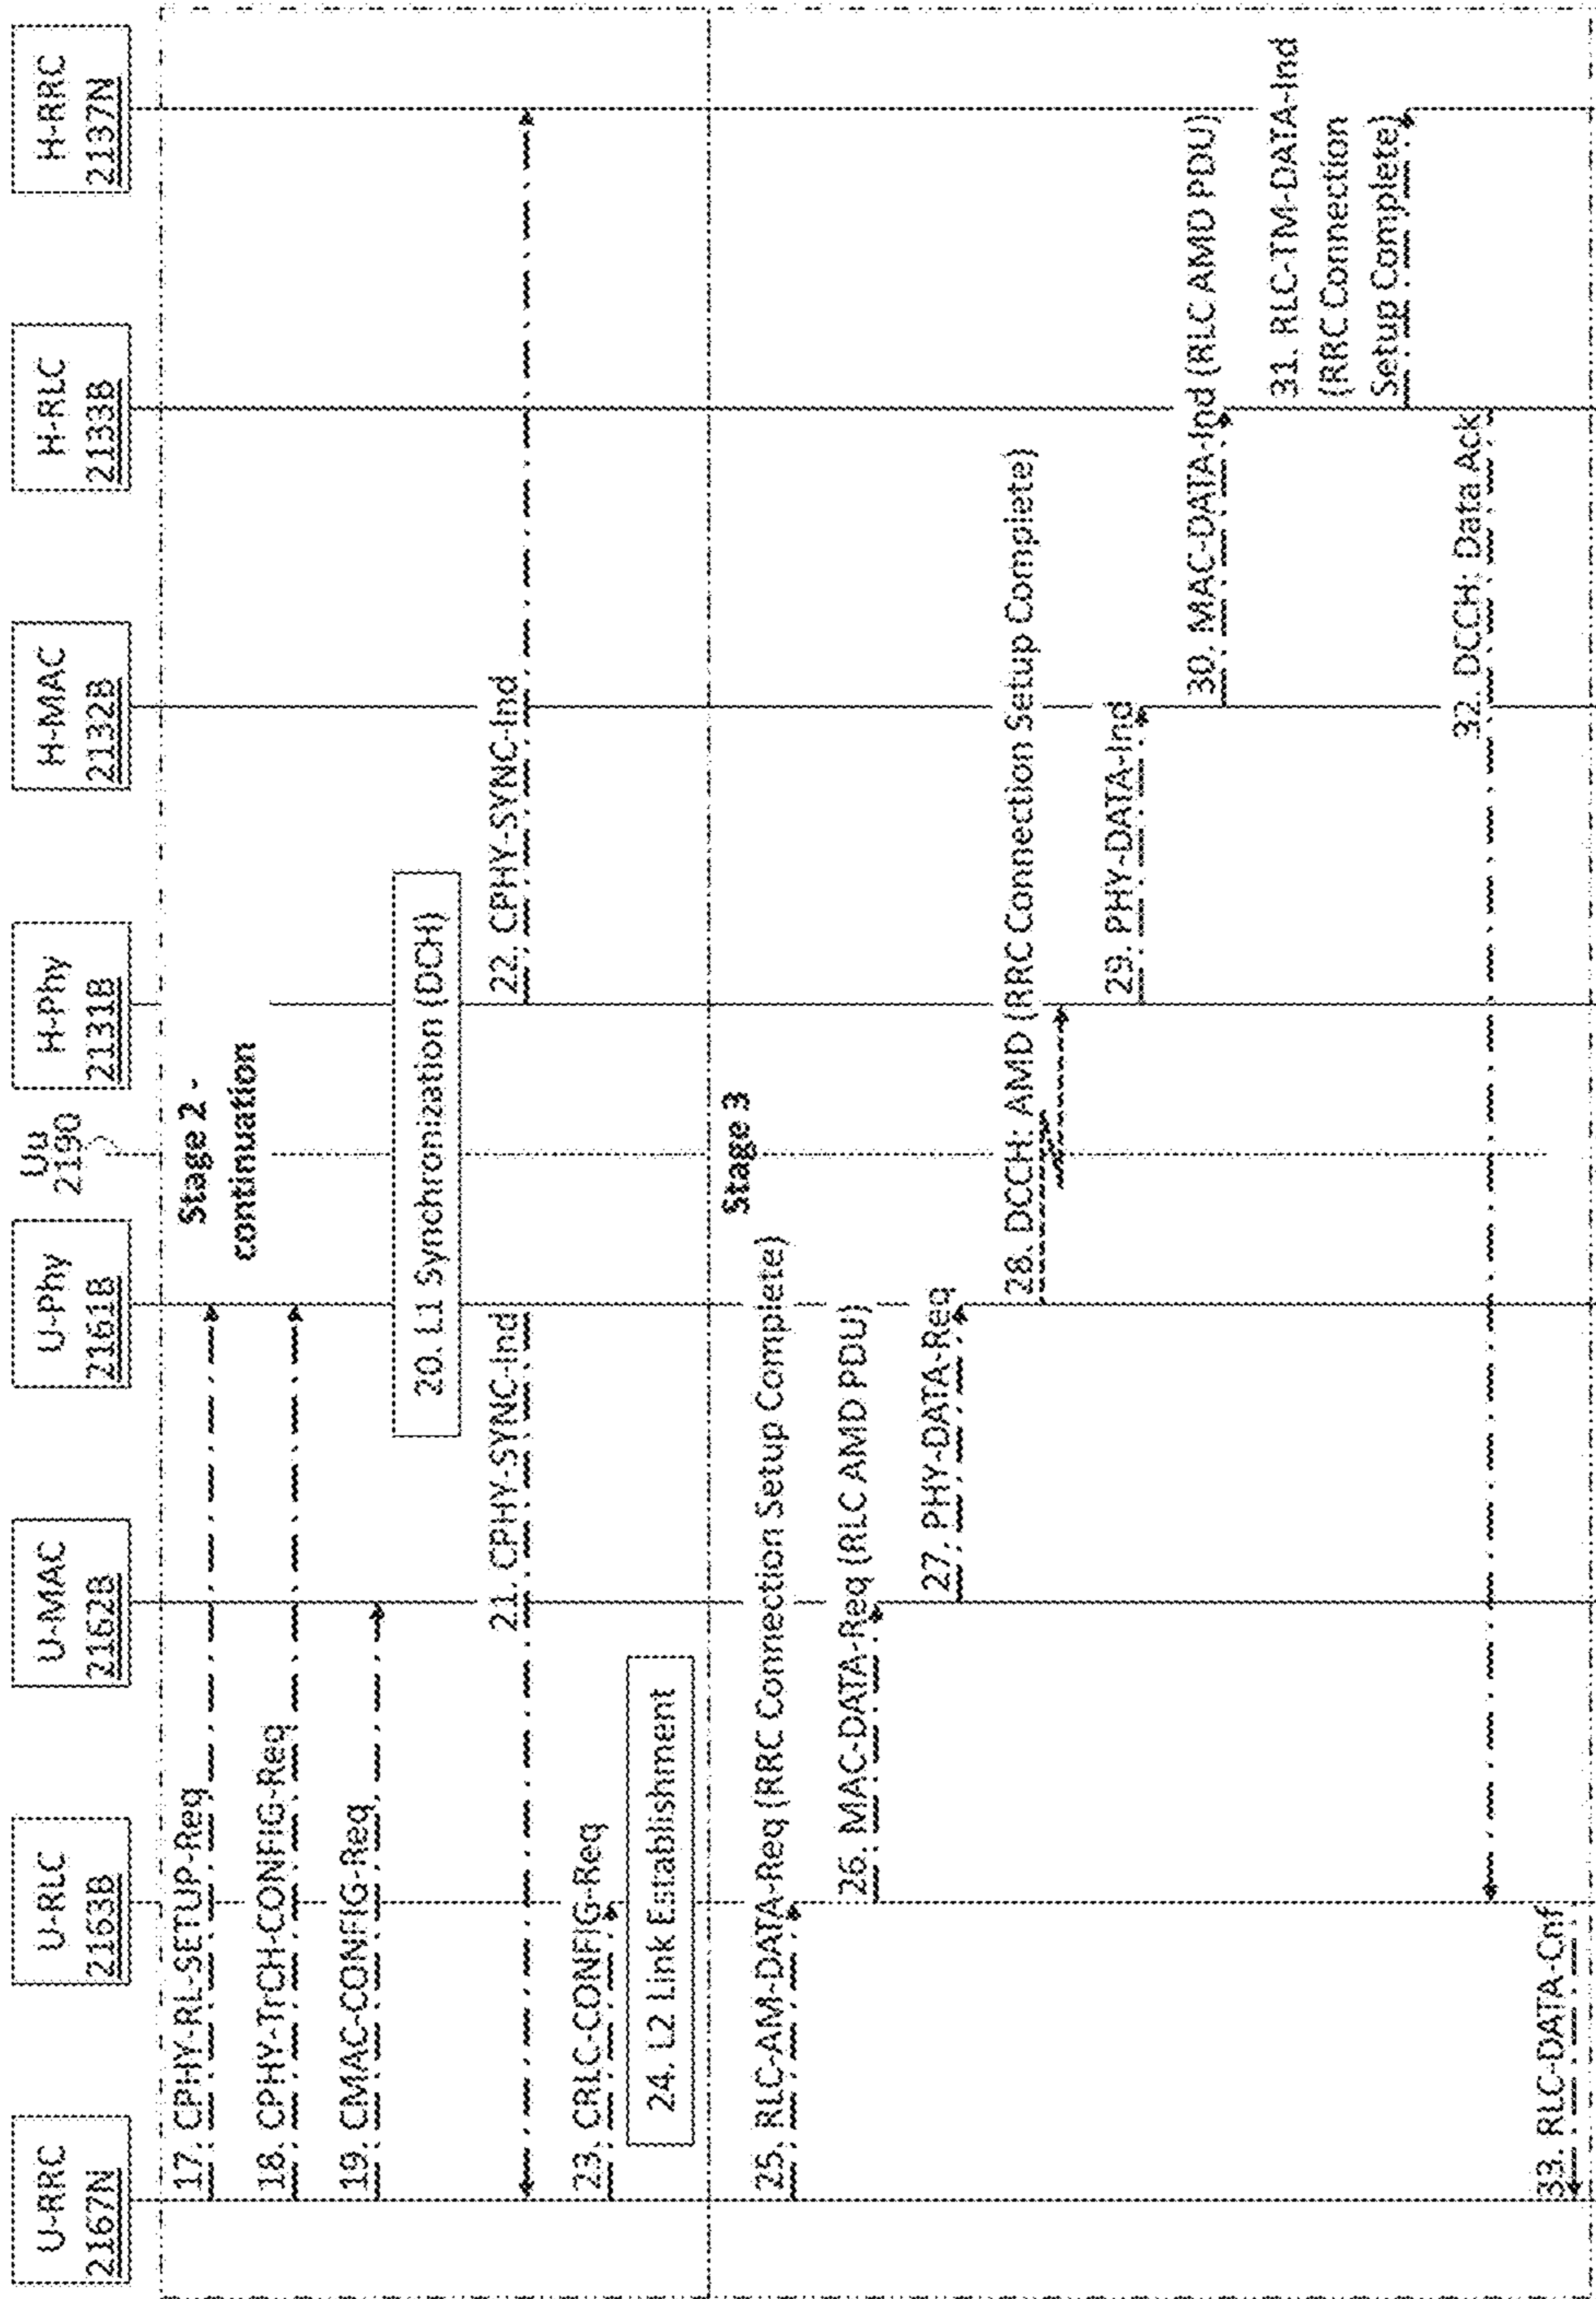 U-RRC
2167N
U-RLC
2163B
U-MAC
2162B
U-Phy
2161B
Uu
2190
H-Phy
2131B
H-MAC
2132B
H-RLC
2133B
H-RRC
2137N
Stage 2 -
continuation
17. CPHY-RL-SETUP-Req
18. CPHY-TrCH-CONFIG-Req
19. CMAC-CONFIG-Req
20. L1 Synchronization (DCH)
21. CPHY-SYNC-Ind
22. CPHY-SYNC-Ind
23. CRLC-CONFIG-Req
24. L2 Link Establishment
Stage 3
25. RLC-AM-DATA-Req (RRC Connection Setup Complete)
26. MAC-DATA-Req (RLC AMD PDU)
27. PHY-DATA-Req
28. DCCH: AMD (RRC Connection Setup Complete)
29. PHY-DATA-Ind
30. MAC-DATA-Ind (RLC AMD PDU)
31. RLC-TM-DATA-Ind
(RRC Connection
Setup Complete)
32. DCCH: Data Ack
33. RLC-DATA-Cnf